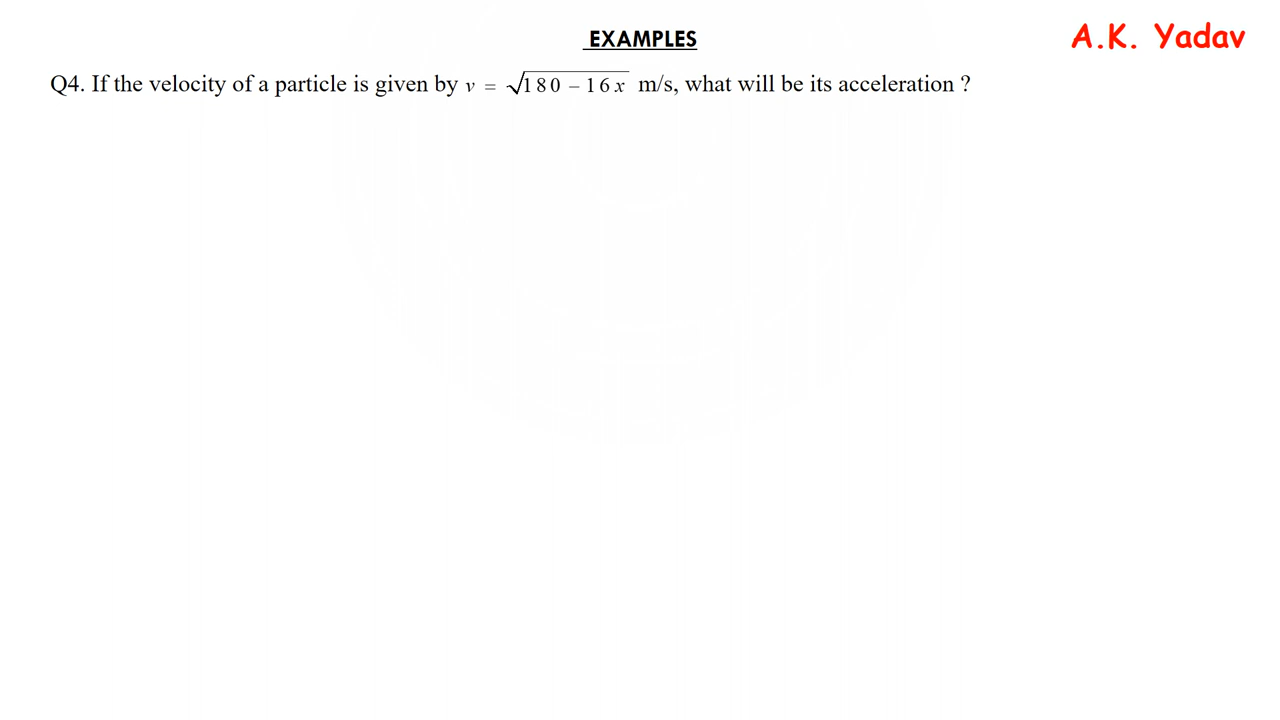 EXAMPLES
A.K. Yadav
Q4. If the velocity of a particle is given by v = √180 – 16x m/s, what will be its acceleration ?